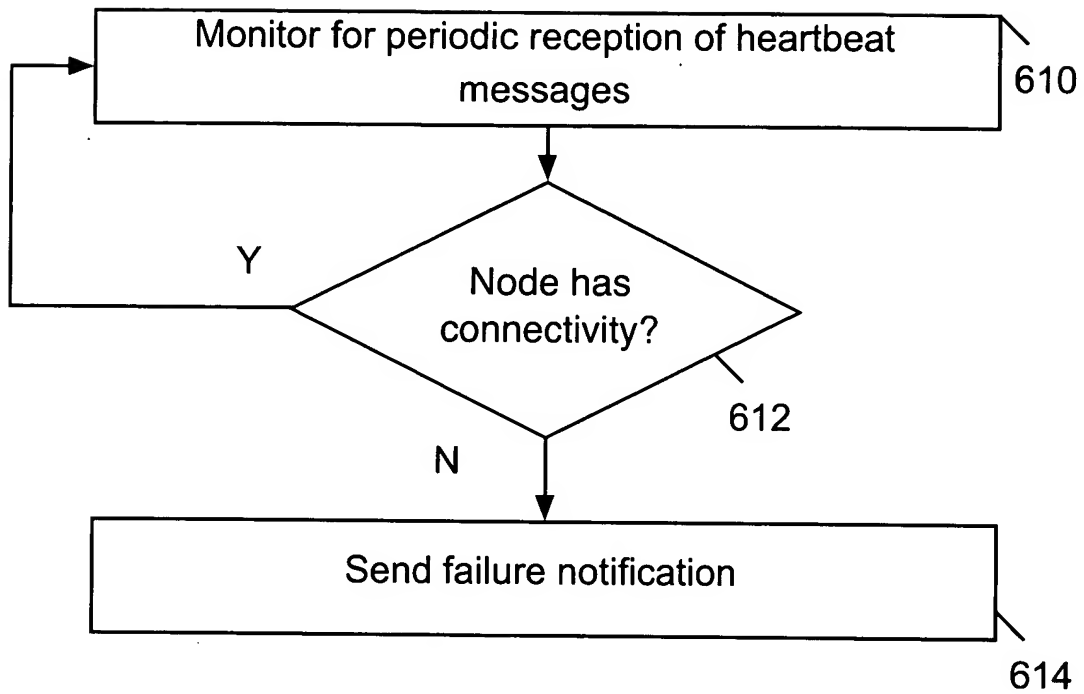 Monitor for periodic reception of heartbeat
messages
610
Y
Node has
connectivity?
612
N
Send failure notification
614